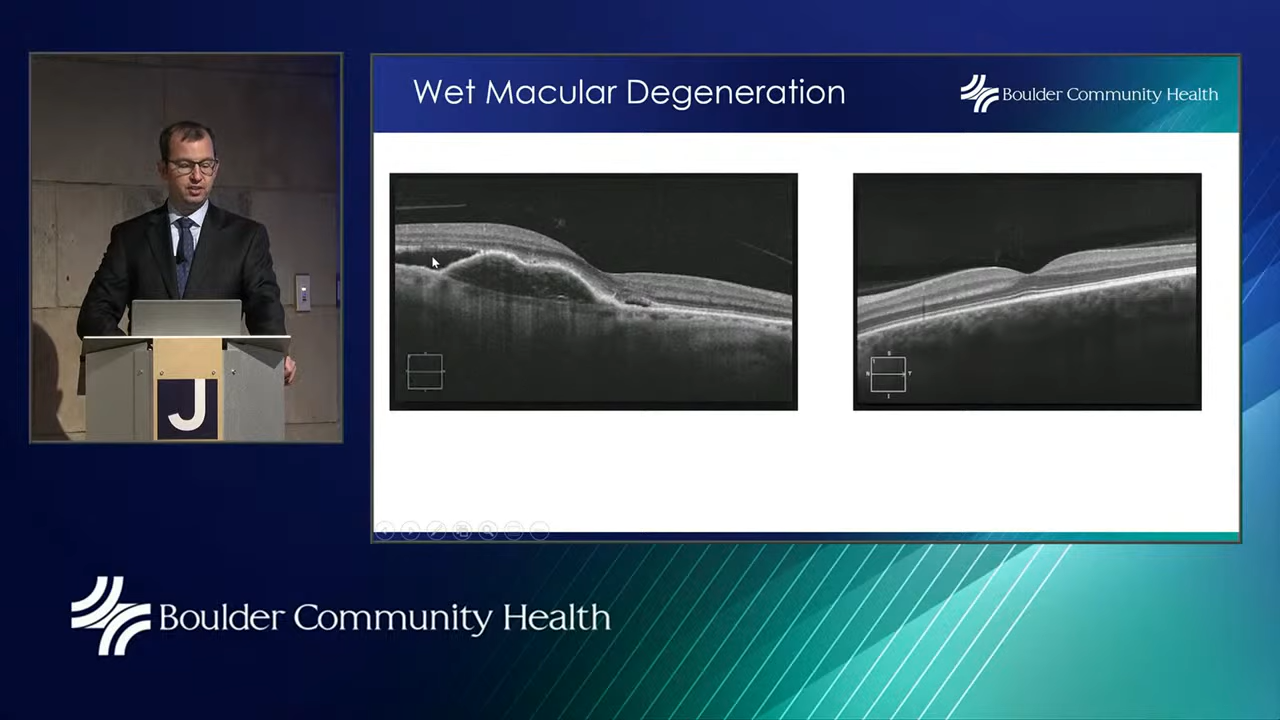 Wet Macular Degeneration
Boulder Community Health
N T
J
Boulder Community Health